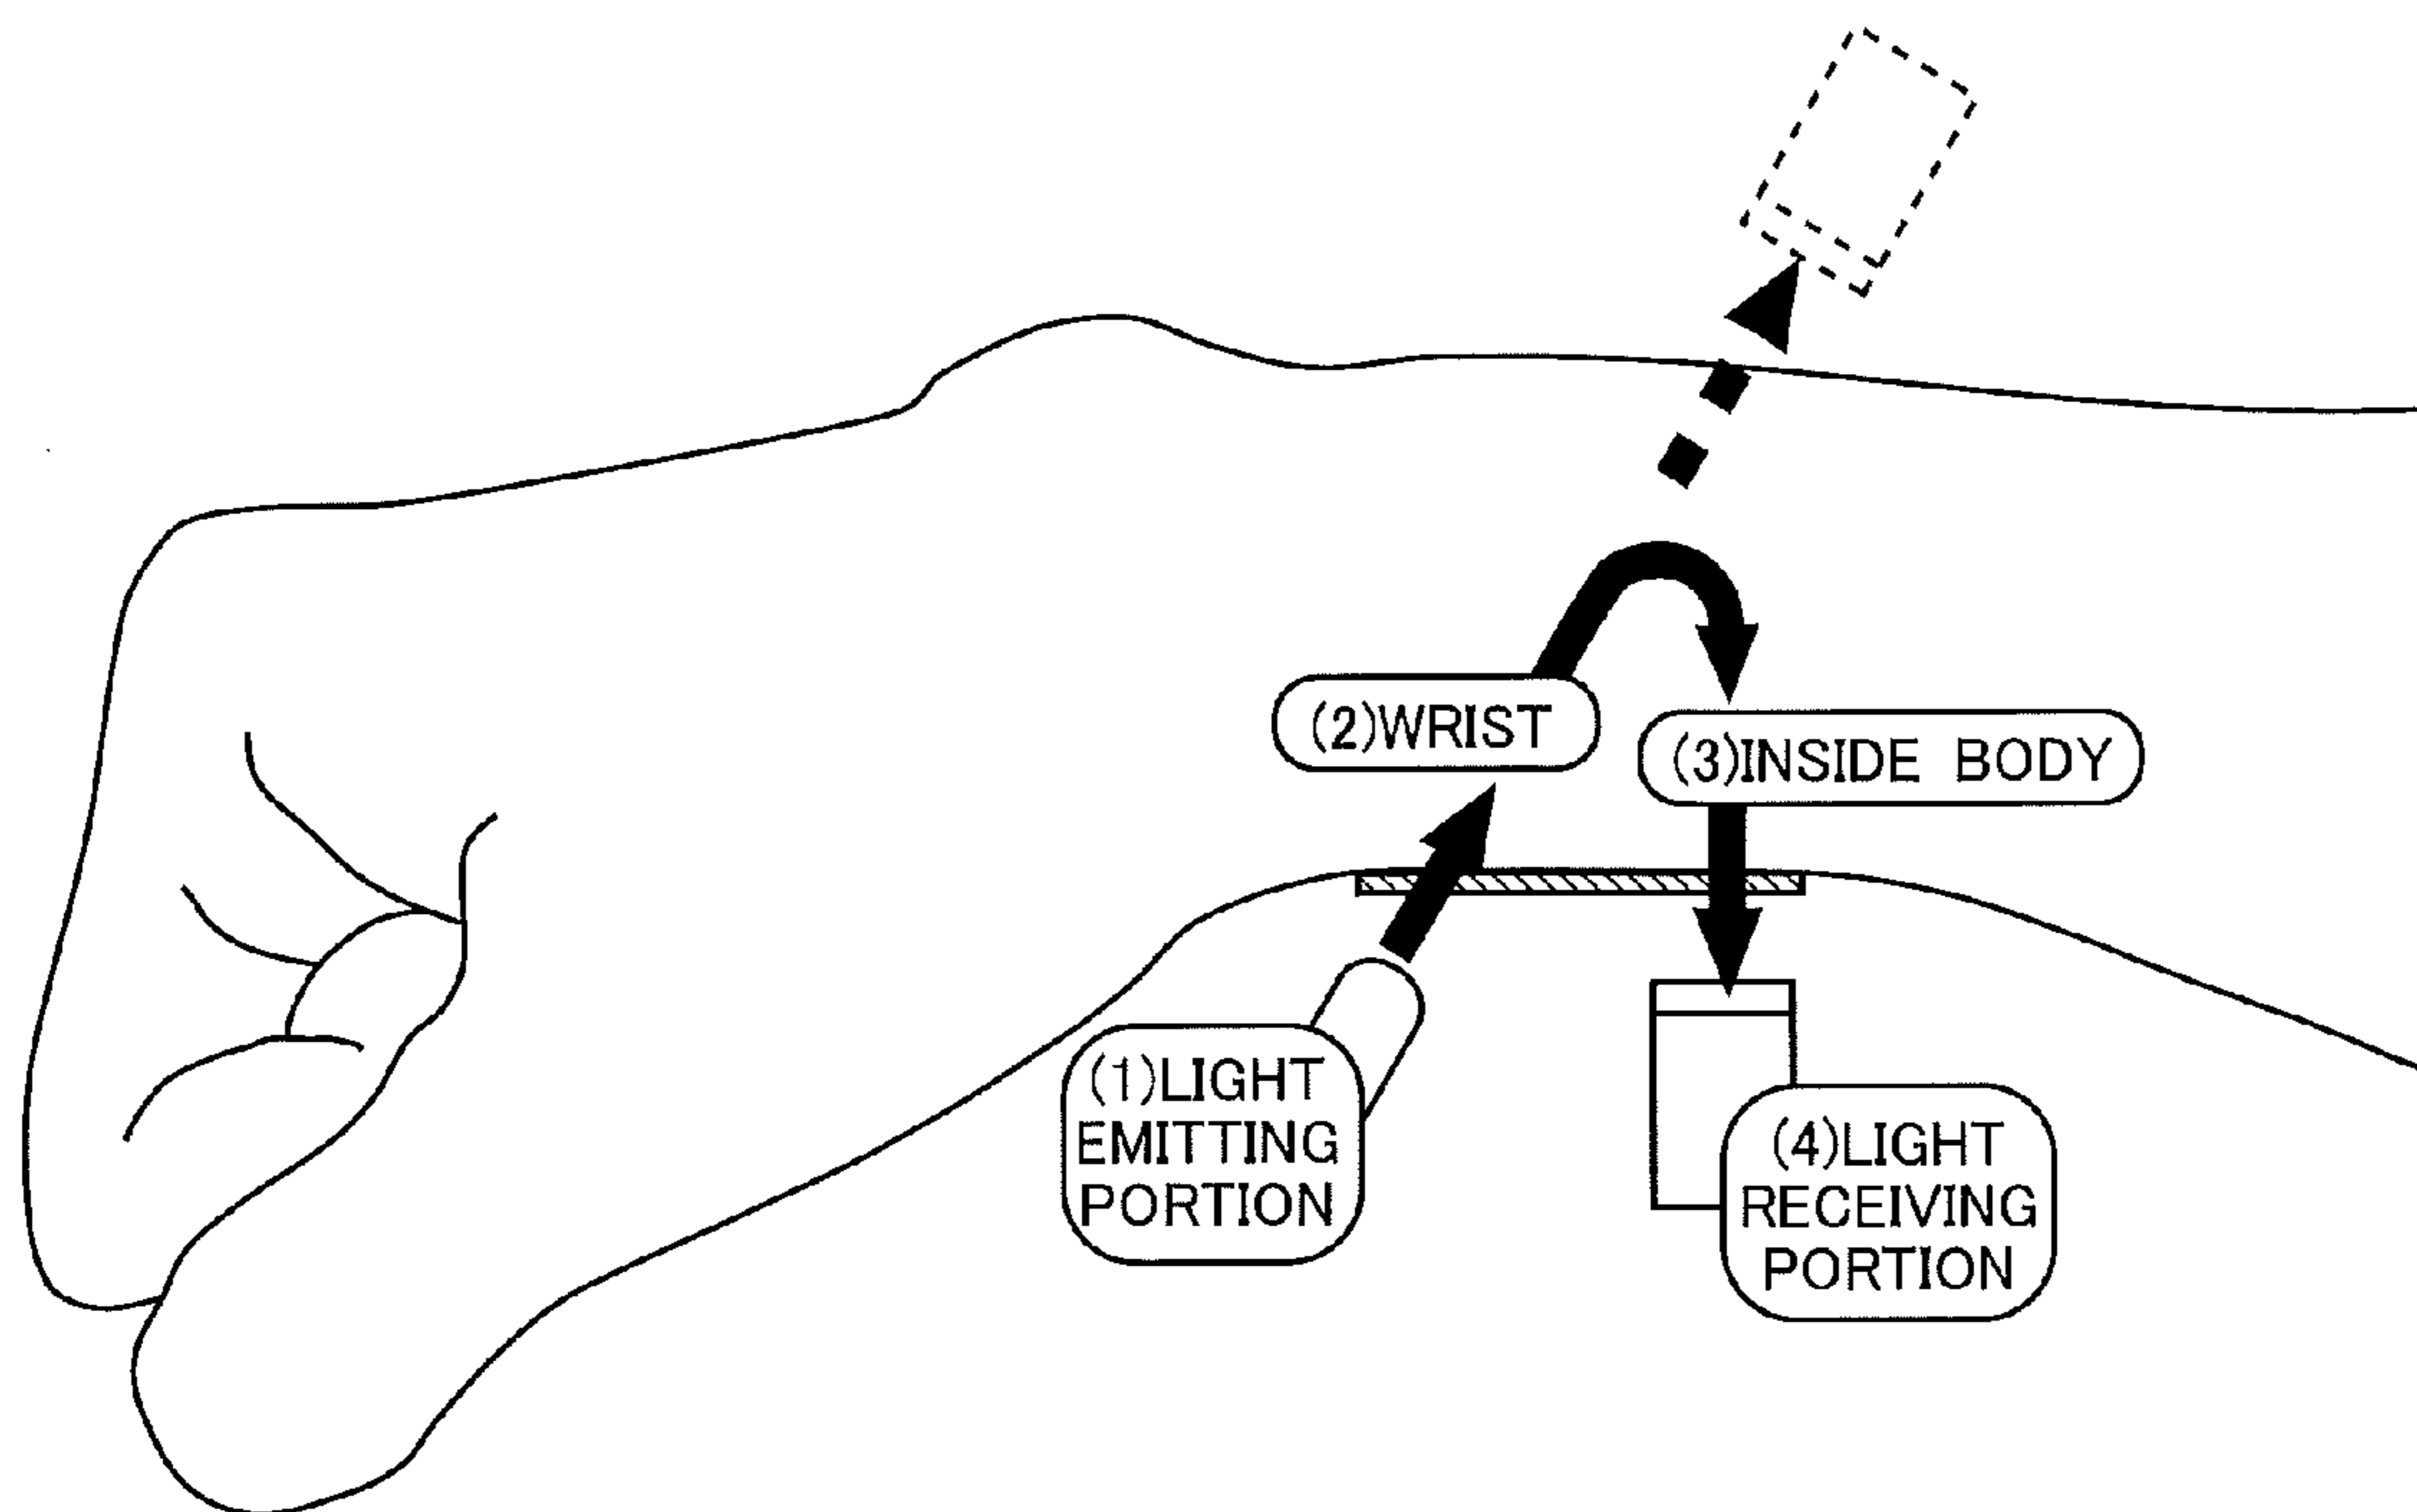 (2)WRIST
(3)INSIDE BODY
(1)LIGHT
EMITTING
PORTION
(4)LIGHT
RECEIVING
PORTION